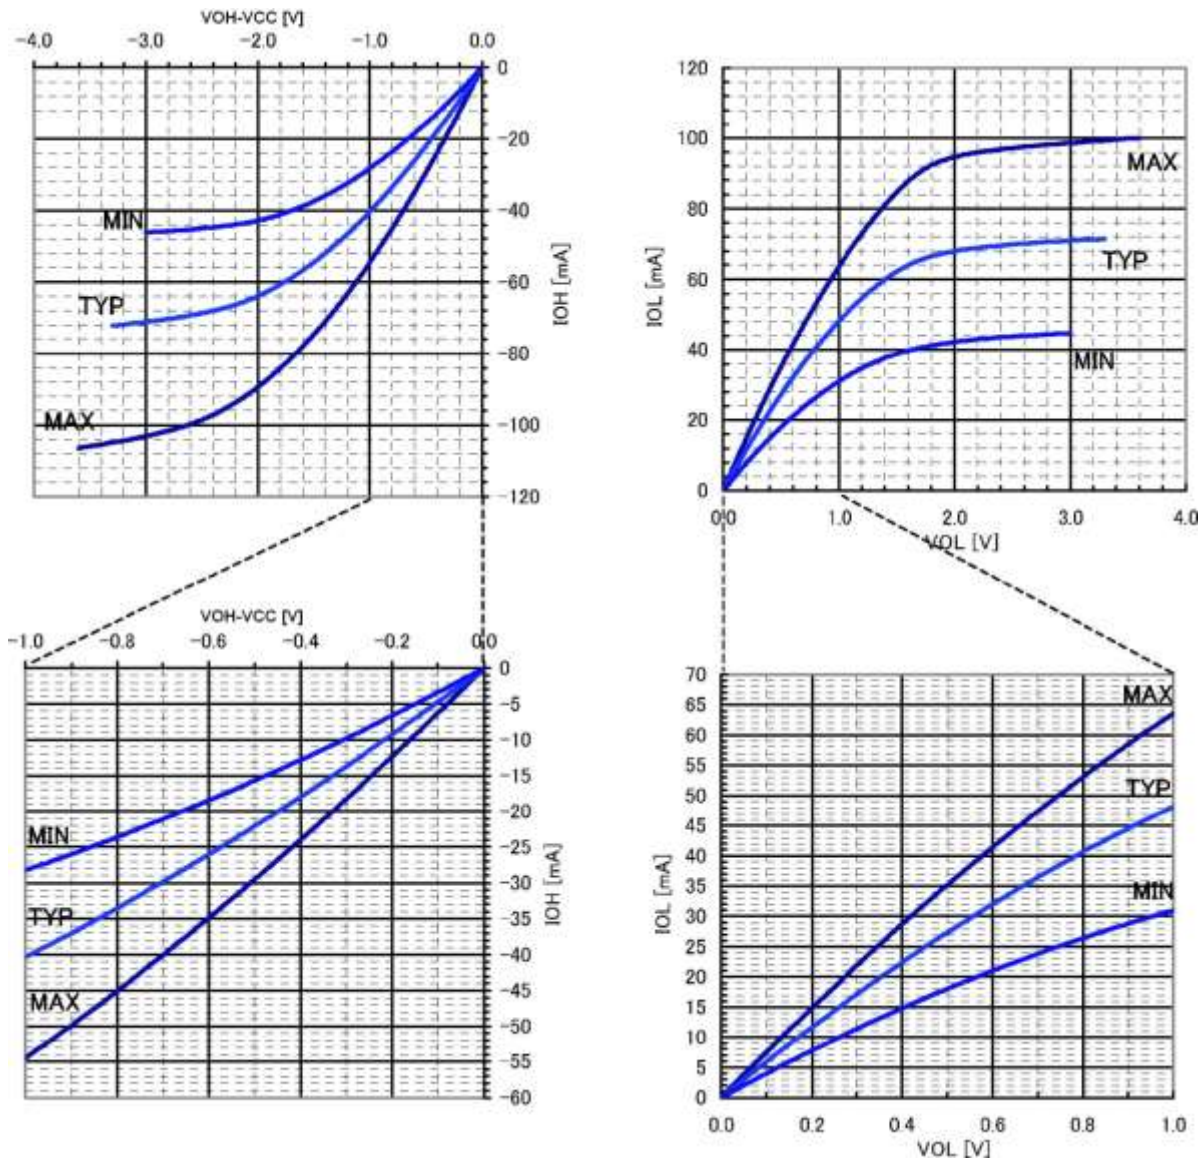 VOH-VCC [V]
-4.0 -3.0 -2.0 -1.0 0.0
0
-20
-40
-60
-80
-100
-120
IOH [mA]
MIN
TYP
MAX
120
100
80
60
40
20
0
IOL [mA]
MAX
TYP
MIN
0.0 1.0 2.0 3.0 4.0
VOL [V]
VOH-VCC [V]
-1.0 -0.8 -0.6 -0.4 -0.2 0.0
0
-5
-10
-15
-20
-25
-30
-35
-40
-45
-50
-55
-60
IOH [mA]
MIN
TYP
MAX
70
65
60
55
50
45
40
35
30
25
20
15
10
5
0
IOL [mA]
MAX
TYP
MIN
0.0 0.2 0.4 0.6 0.8 1.0
VOL [V]